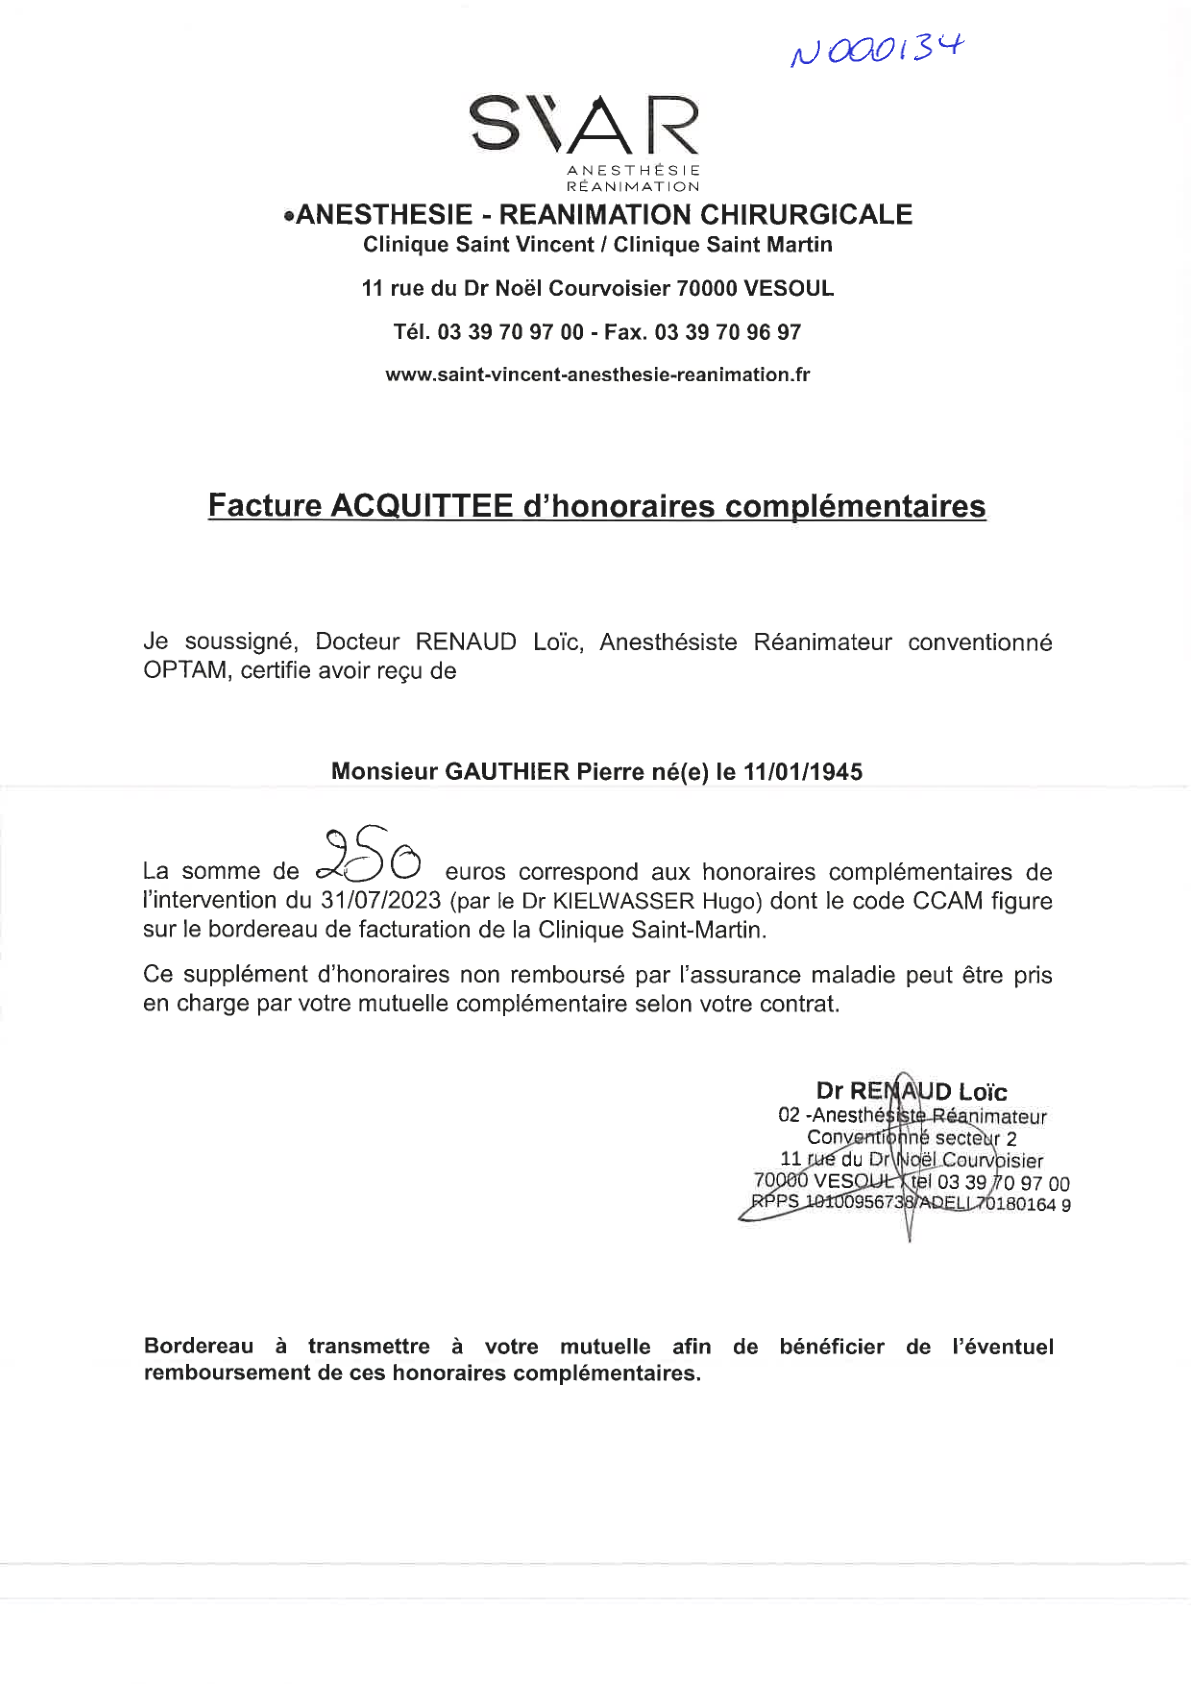 N000134
SVAR
ANESTHÉSIE
RÉANIMATION
•ANESTHESIE - REANIMATION CHIRURGICALE
Clinique Saint Vincent / Clinique Saint Martin
11 rue du Dr Noël Courvoisier 70000 VESOUL
Tél. 03 39 70 97 00 - Fax. 03 39 70 96 97
www.saint-vincent-anesthesie-reanimation.fr
Facture ACQUITTEE d'honoraires complémentaires
Je soussigné, Docteur RENAUD Loïc, Anesthésiste Réanimateur conventionné
OPTAM, certifie avoir reçu de
Monsieur GAUTHIER Pierre né(e) le 11/01/1945
La somme de 250 euros correspond aux honoraires complémentaires de
l'intervention du 31/07/2023 (par le Dr KIELWASSER Hugo) dont le code CCAM figure
sur le bordereau de facturation de la Clinique Saint-Martin.
Ce supplément d'honoraires non remboursé par l'assurance maladie peut être pris
en charge par votre mutuelle complémentaire selon votre contrat.
Dr RENAUD Loïc
02 -Anesthésiste Réanimateur
Conventionné secteur 2
11 rue du Dr Noël Courvoisier
70000 VESOUL tel 03 39 70 97 00
RPPS 10100956738/ADELI 70180164 9
Bordereau à transmettre à votre mutuelle afin de bénéficier de l'éventuel
remboursement de ces honoraires complémentaires.